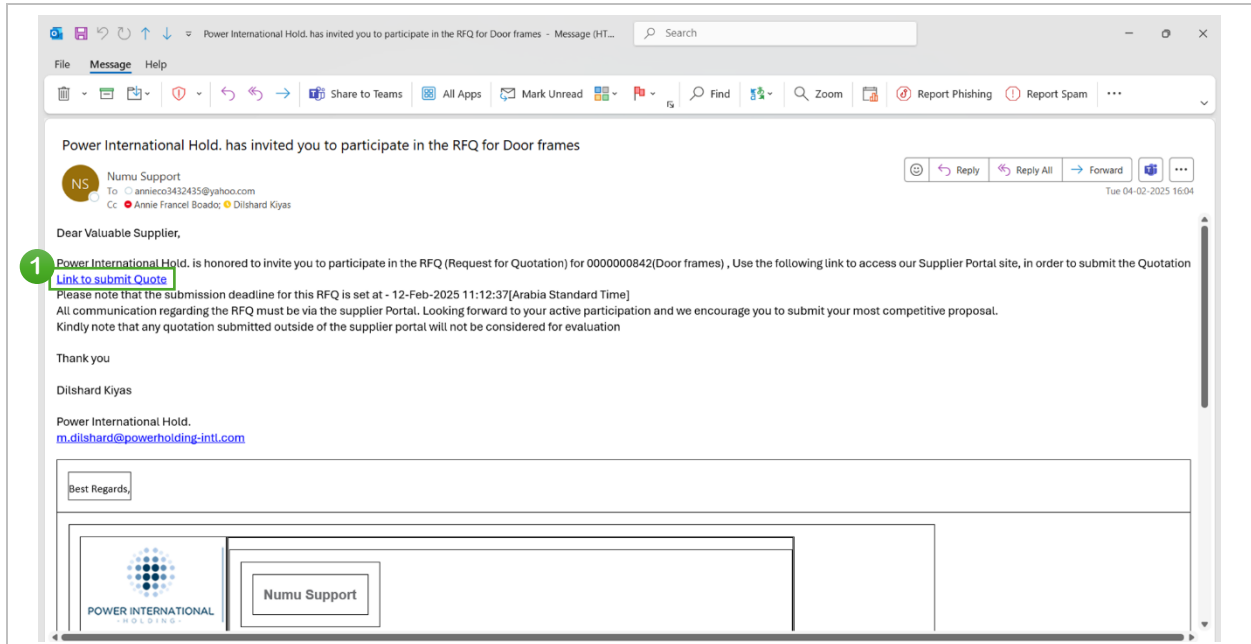 Power International Hold. has invited you to participate in the RFQ for Door frames - Message (HT...
Search
File Message Help
Share to Teams All Apps Mark Unread Find Zoom Report Phishing Report Spam
Power International Hold. has invited you to participate in the RFQ for Door frames
NS
Numu Support
To annieco3432435@yahoo.com
Cc Annie Francel Boado; Dilshard Kiyas
Reply Reply All Forward
Tue 04-02-2025 16:04
Dear Valuable Supplier,
Power International Hold. is honored to invite you to participate in the RFQ (Request for Quotation) for 0000000842(Door frames) , Use the following link to access our Supplier Portal site, in order to submit the Quotation
1
Link to submit Quote
Please note that the submission deadline for this RFQ is set at - 12-Feb-2025 11:12:37[Arabia Standard Time]
All communication regarding the RFQ must be via the supplier Portal. Looking forward to your active participation and we encourage you to submit your most competitive proposal.
Kindly note that any quotation submitted outside of the supplier portal will not be considered for evaluation
Thank you
Dilshard Kiyas
Power International Hold.
m.dilshard@powerholding-intl.com
Best Regards,
POWER INTERNATIONAL
-HOLDING-
Numu Support